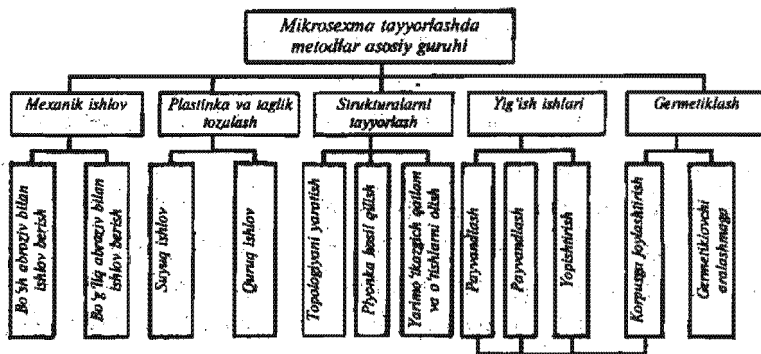 Mikrosexma tayyorlashda
metodlar asosiy guruhi
Mexanik ishlov
Plastinka va taglik
tozalash
Strukturalarni
tayyorlash
Yig'ish ishlari
Germetiklash
Bo'sh abroziv bilan
ishlov berish
Bo'g'liq abraziv bilan
ishlov berish
Suyuq ishlov
Quruq ishlov
Topologiyani yaratish
Plyonka hosil qilish
Yarimo'tkazgich qatlam
va o'tishlarni olish
Payvandlash
Payvandlash
Yopishtirish
Korpusga joylashtirish
Germetiklovchi
aralashmaga